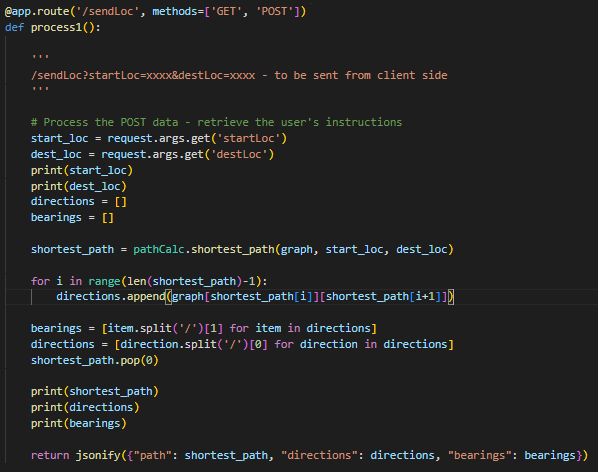 @app.route('/sendLoc', methods=['GET', 'POST'])
def process1():
'''
/sendLoc?startLoc=xxxx&destLoc=xxxx - to be sent from client side
'''
# Process the POST data - retrieve the user's instructions
start_loc = request.args.get('startLoc')
dest_loc = request.args.get('destLoc')
print(start_loc)
print(dest_loc)
directions = []
bearings = []
shortest_path = pathCalc.shortest_path(graph, start_loc, dest_loc)
for i in range(len(shortest_path)-1):
directions.append(graph[shortest_path[i]][shortest_path[i+1]])
bearings = [item.split('/')[1] for item in directions]
directions = [direction.split('/')[0] for direction in directions]
shortest_path.pop(0)
print(shortest_path)
print(directions)
print(bearings)
return jsonify({"path": shortest_path, "directions": directions, "bearings": bearings})